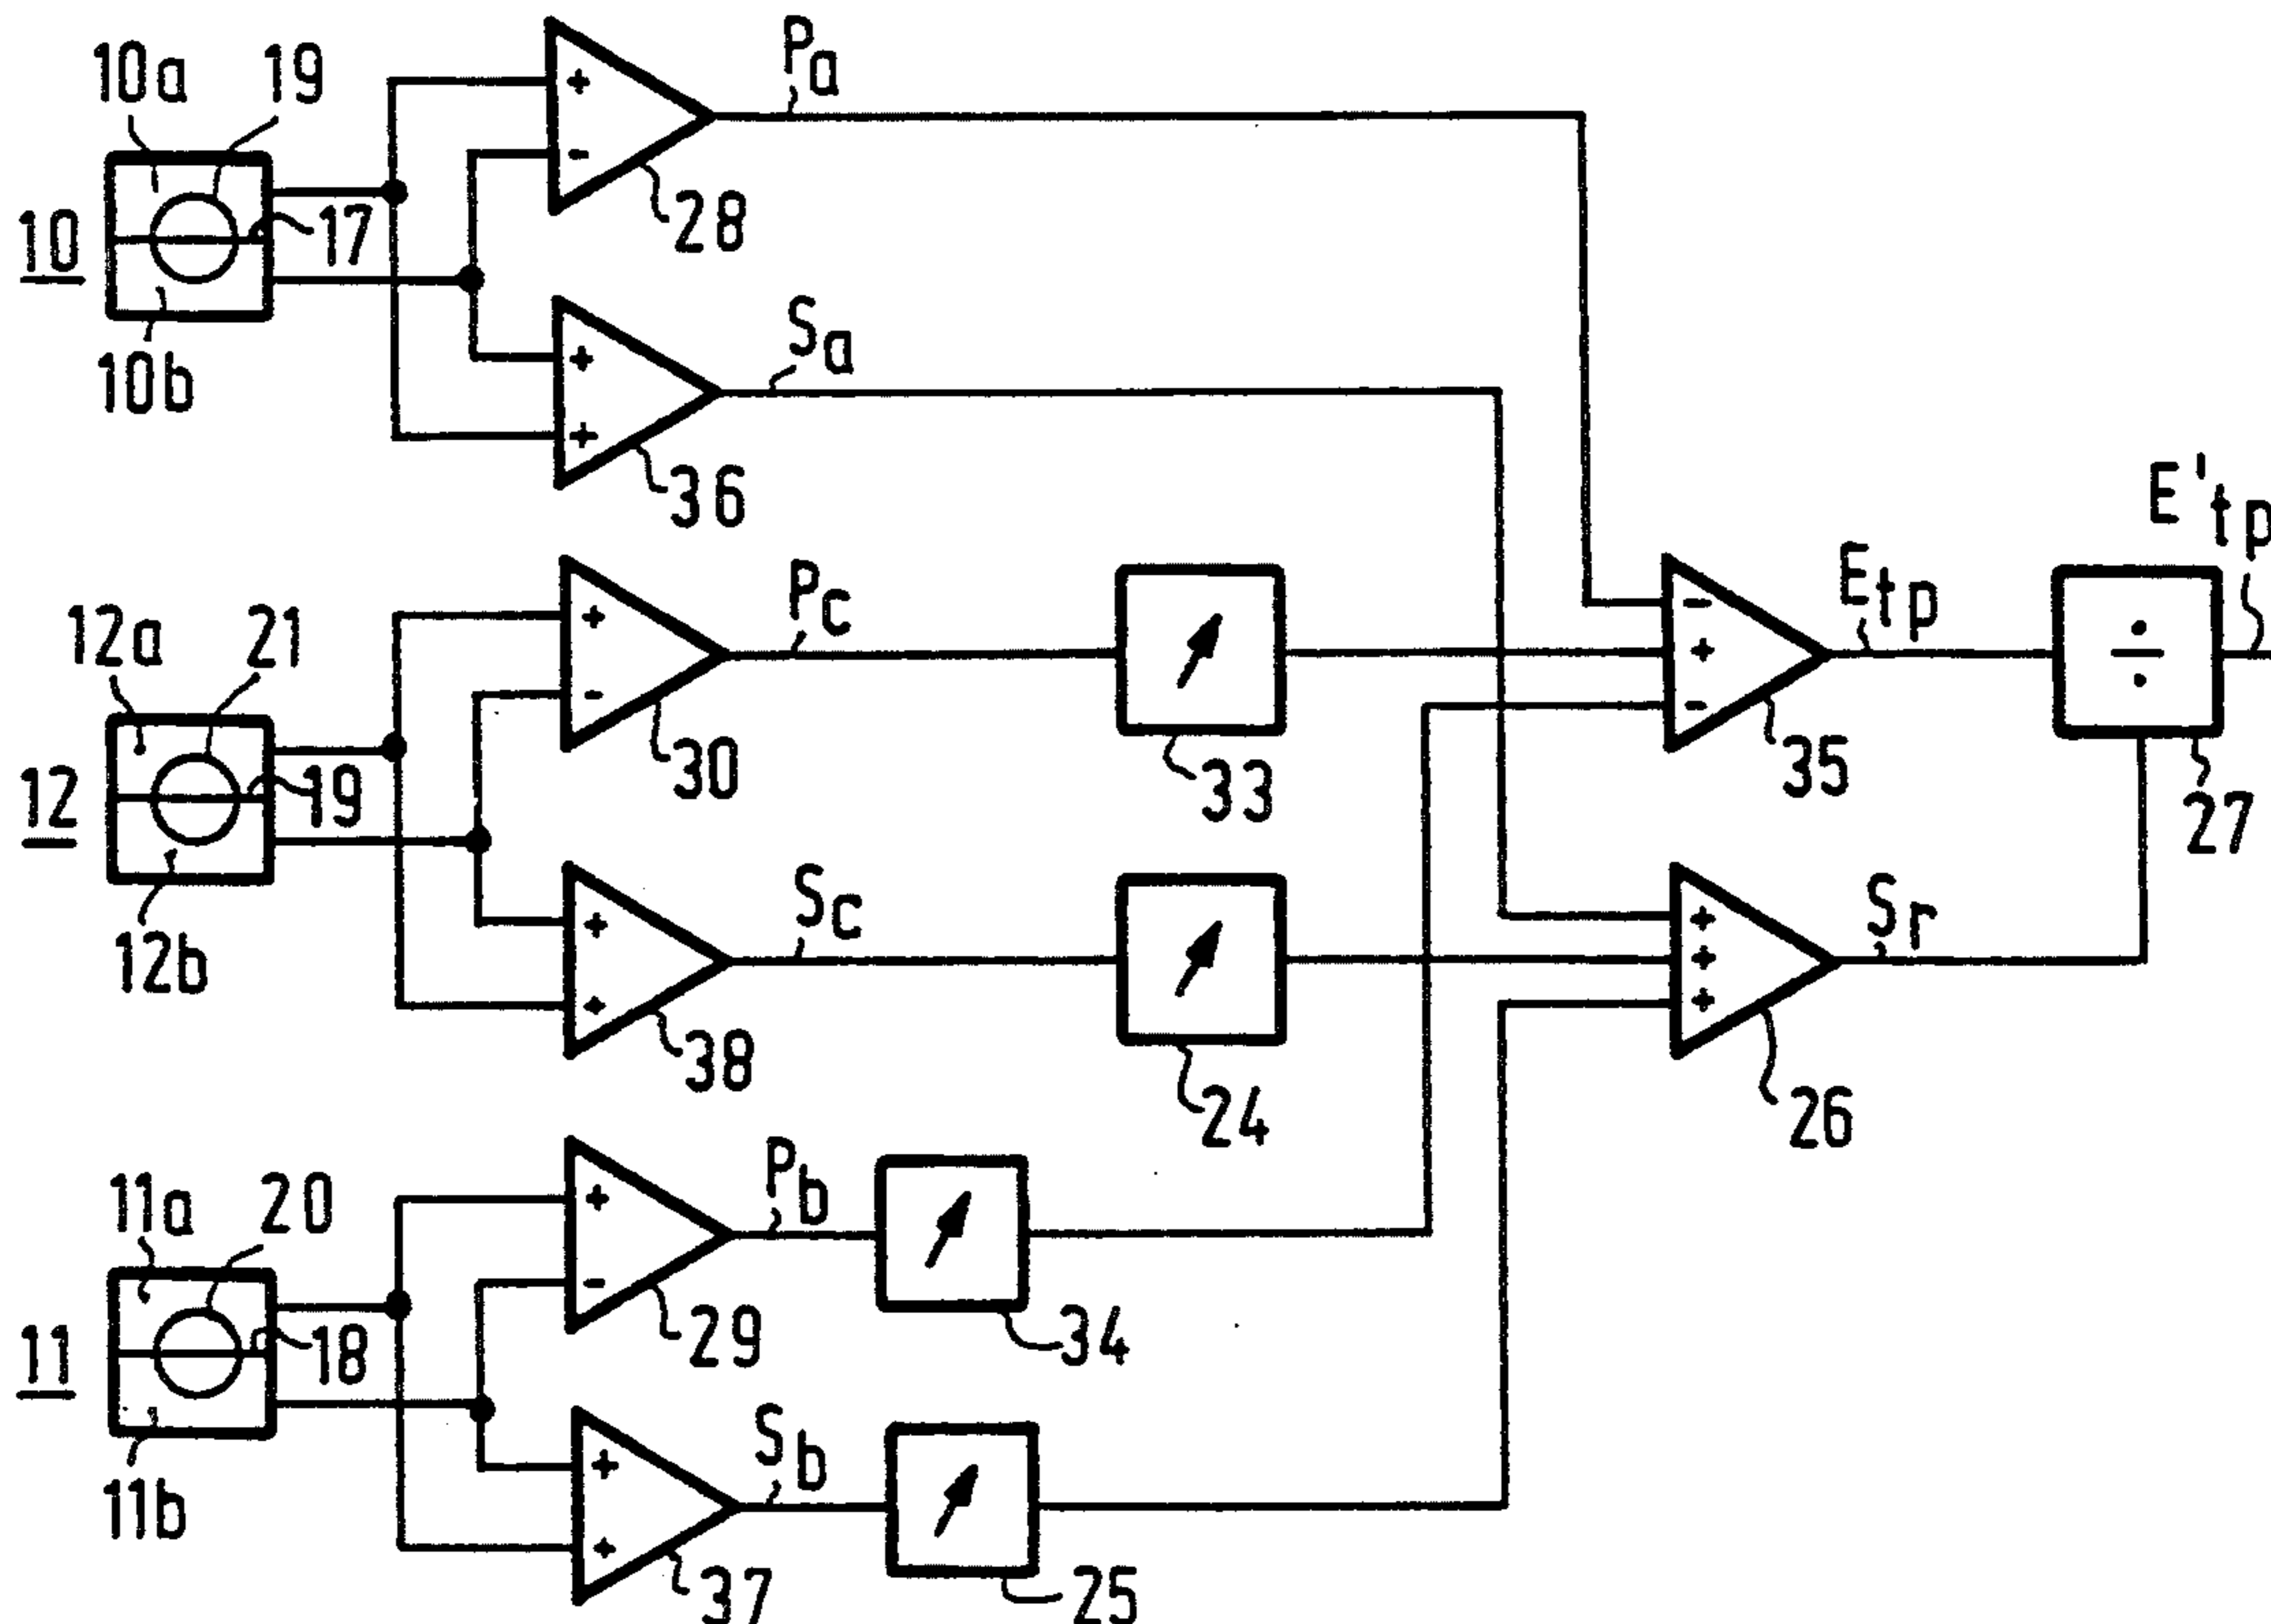 10a 19
Pa
+
-
10 17 28
10b
Sa
+
+
36
E'tp
12a 21
Pc
+
-
-
+
-
Etp
÷
12 19 30 33 35 27
12b
Sc
+
+
+
+
+
Sr
38 24 26
11a 20
Pb
+
-
11 18 29 34
11b
Sb
+
+
37 25